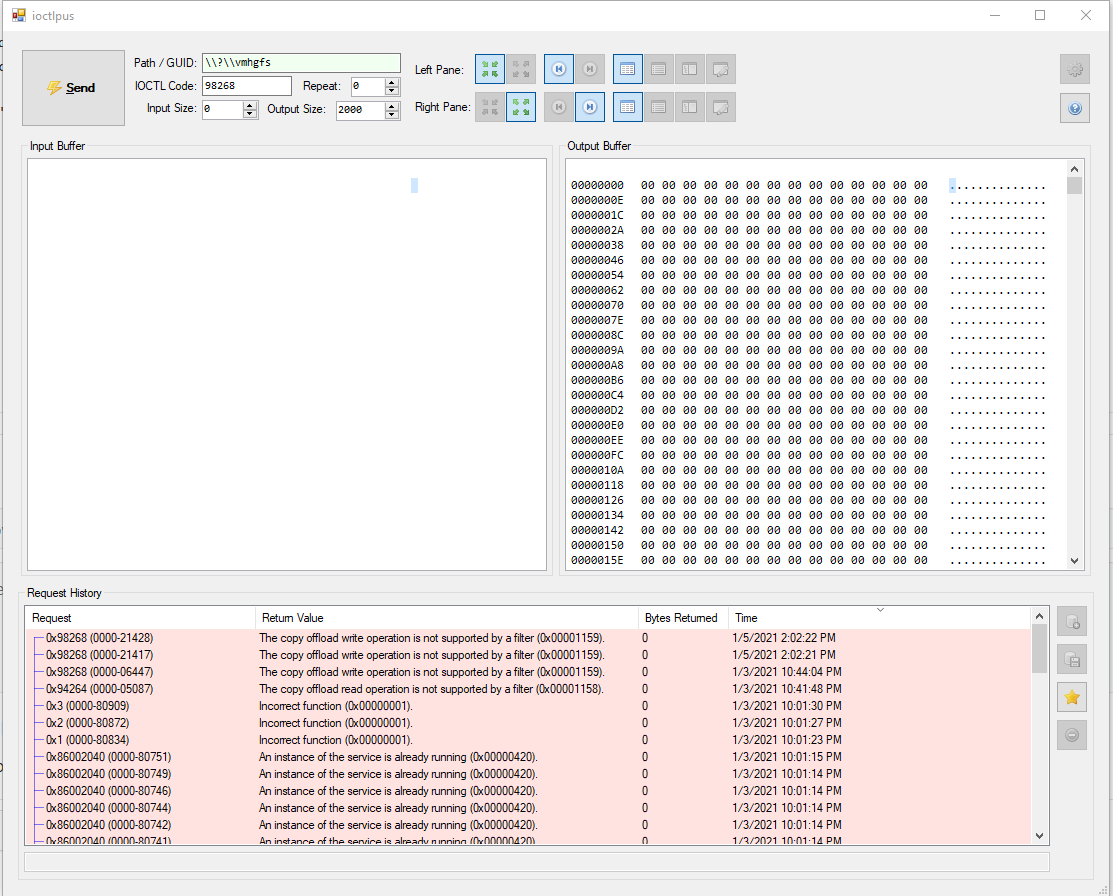 ioctlpus
Send
Path / GUID: \\?\\vmhgfs
IOCTL Code: 98268 Repeat: 0
Input Size: 0 Output Size: 2000
Left Pane:
Right Pane:
Input Buffer
Output Buffer
00000000 00 00 00 00 00 00 00 00 00 00 00 00 00 00 ..............
0000000E 00 00 00 00 00 00 00 00 00 00 00 00 00 00 ..............
0000001C 00 00 00 00 00 00 00 00 00 00 00 00 00 00 ..............
0000002A 00 00 00 00 00 00 00 00 00 00 00 00 00 00 ..............
00000038 00 00 00 00 00 00 00 00 00 00 00 00 00 00 ..............
00000046 00 00 00 00 00 00 00 00 00 00 00 00 00 00 ..............
00000054 00 00 00 00 00 00 00 00 00 00 00 00 00 00 ..............
00000062 00 00 00 00 00 00 00 00 00 00 00 00 00 00 ..............
00000070 00 00 00 00 00 00 00 00 00 00 00 00 00 00 ..............
0000007E 00 00 00 00 00 00 00 00 00 00 00 00 00 00 ..............
0000008C 00 00 00 00 00 00 00 00 00 00 00 00 00 00 ..............
0000009A 00 00 00 00 00 00 00 00 00 00 00 00 00 00 ..............
000000A8 00 00 00 00 00 00 00 00 00 00 00 00 00 00 ..............
000000B6 00 00 00 00 00 00 00 00 00 00 00 00 00 00 ..............
000000C4 00 00 00 00 00 00 00 00 00 00 00 00 00 00 ..............
000000D2 00 00 00 00 00 00 00 00 00 00 00 00 00 00 ..............
000000E0 00 00 00 00 00 00 00 00 00 00 00 00 00 00 ..............
000000EE 00 00 00 00 00 00 00 00 00 00 00 00 00 00 ..............
000000FC 00 00 00 00 00 00 00 00 00 00 00 00 00 00 ..............
0000010A 00 00 00 00 00 00 00 00 00 00 00 00 00 00 ..............
00000118 00 00 00 00 00 00 00 00 00 00 00 00 00 00 ..............
00000126 00 00 00 00 00 00 00 00 00 00 00 00 00 00 ..............
00000134 00 00 00 00 00 00 00 00 00 00 00 00 00 00 ..............
00000142 00 00 00 00 00 00 00 00 00 00 00 00 00 00 ..............
00000150 00 00 00 00 00 00 00 00 00 00 00 00 00 00 ..............
0000015E 00 00 00 00 00 00 00 00 00 00 00 00 00 00 ..............
Request History
Request Return Value Bytes Returned Time
0x98268 (0000-21428) The copy offload write operation is not supported by a filter (0x00001159). 0 1/5/2021 2:02:22 PM
0x98268 (0000-21417) The copy offload write operation is not supported by a filter (0x00001159). 0 1/5/2021 2:02:21 PM
0x98268 (0000-06447) The copy offload write operation is not supported by a filter (0x00001159). 0 1/3/2021 10:44:04 PM
0x94264 (0000-05087) The copy offload read operation is not supported by a filter (0x00001158). 0 1/3/2021 10:41:48 PM
0x3 (0000-80909) Incorrect function (0x00000001). 0 1/3/2021 10:01:30 PM
0x2 (0000-80872) Incorrect function (0x00000001). 0 1/3/2021 10:01:27 PM
0x1 (0000-80834) Incorrect function (0x00000001). 0 1/3/2021 10:01:23 PM
0x86002040 (0000-80751) An instance of the service is already running (0x00000420). 0 1/3/2021 10:01:15 PM
0x86002040 (0000-80749) An instance of the service is already running (0x00000420). 0 1/3/2021 10:01:14 PM
0x86002040 (0000-80746) An instance of the service is already running (0x00000420). 0 1/3/2021 10:01:14 PM
0x86002040 (0000-80744) An instance of the service is already running (0x00000420). 0 1/3/2021 10:01:14 PM
0x86002040 (0000-80742) An instance of the service is already running (0x00000420). 0 1/3/2021 10:01:14 PM
0x86002040 (0000-80741) An instance of the service is already running (0x00000420). 0 1/3/2021 10:01:14 PM